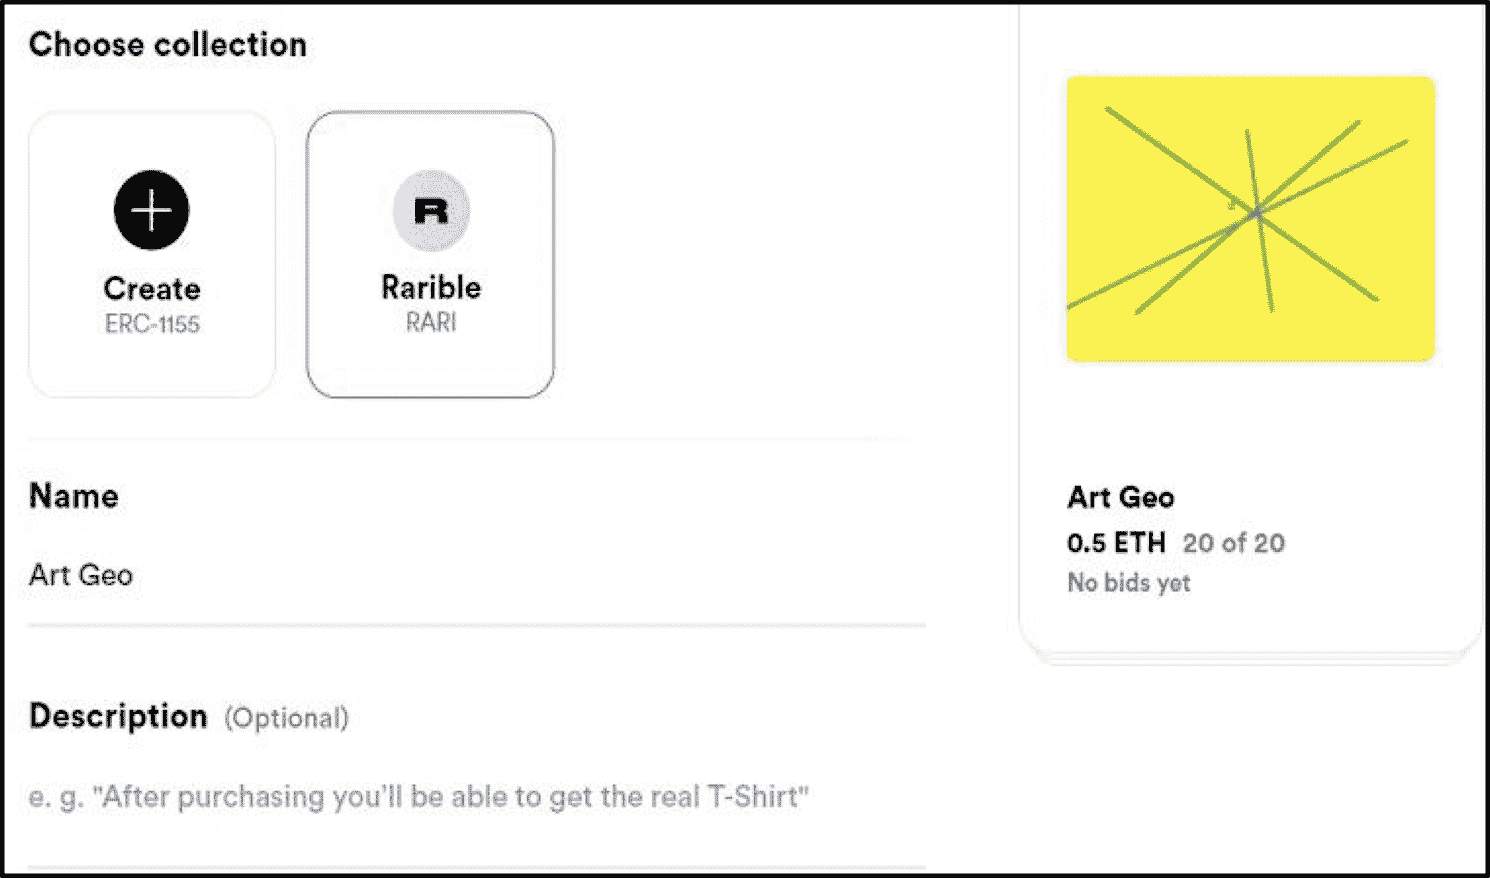 Choose collection
R
Create
ERC-1155
Rarible
RARI
Name
Art Geo
Description (Optional)
e. g. "After purchasing you'll be able to get the real T-Shirt"
Art Geo
0.5 ETH 20 of 20
No bids yet